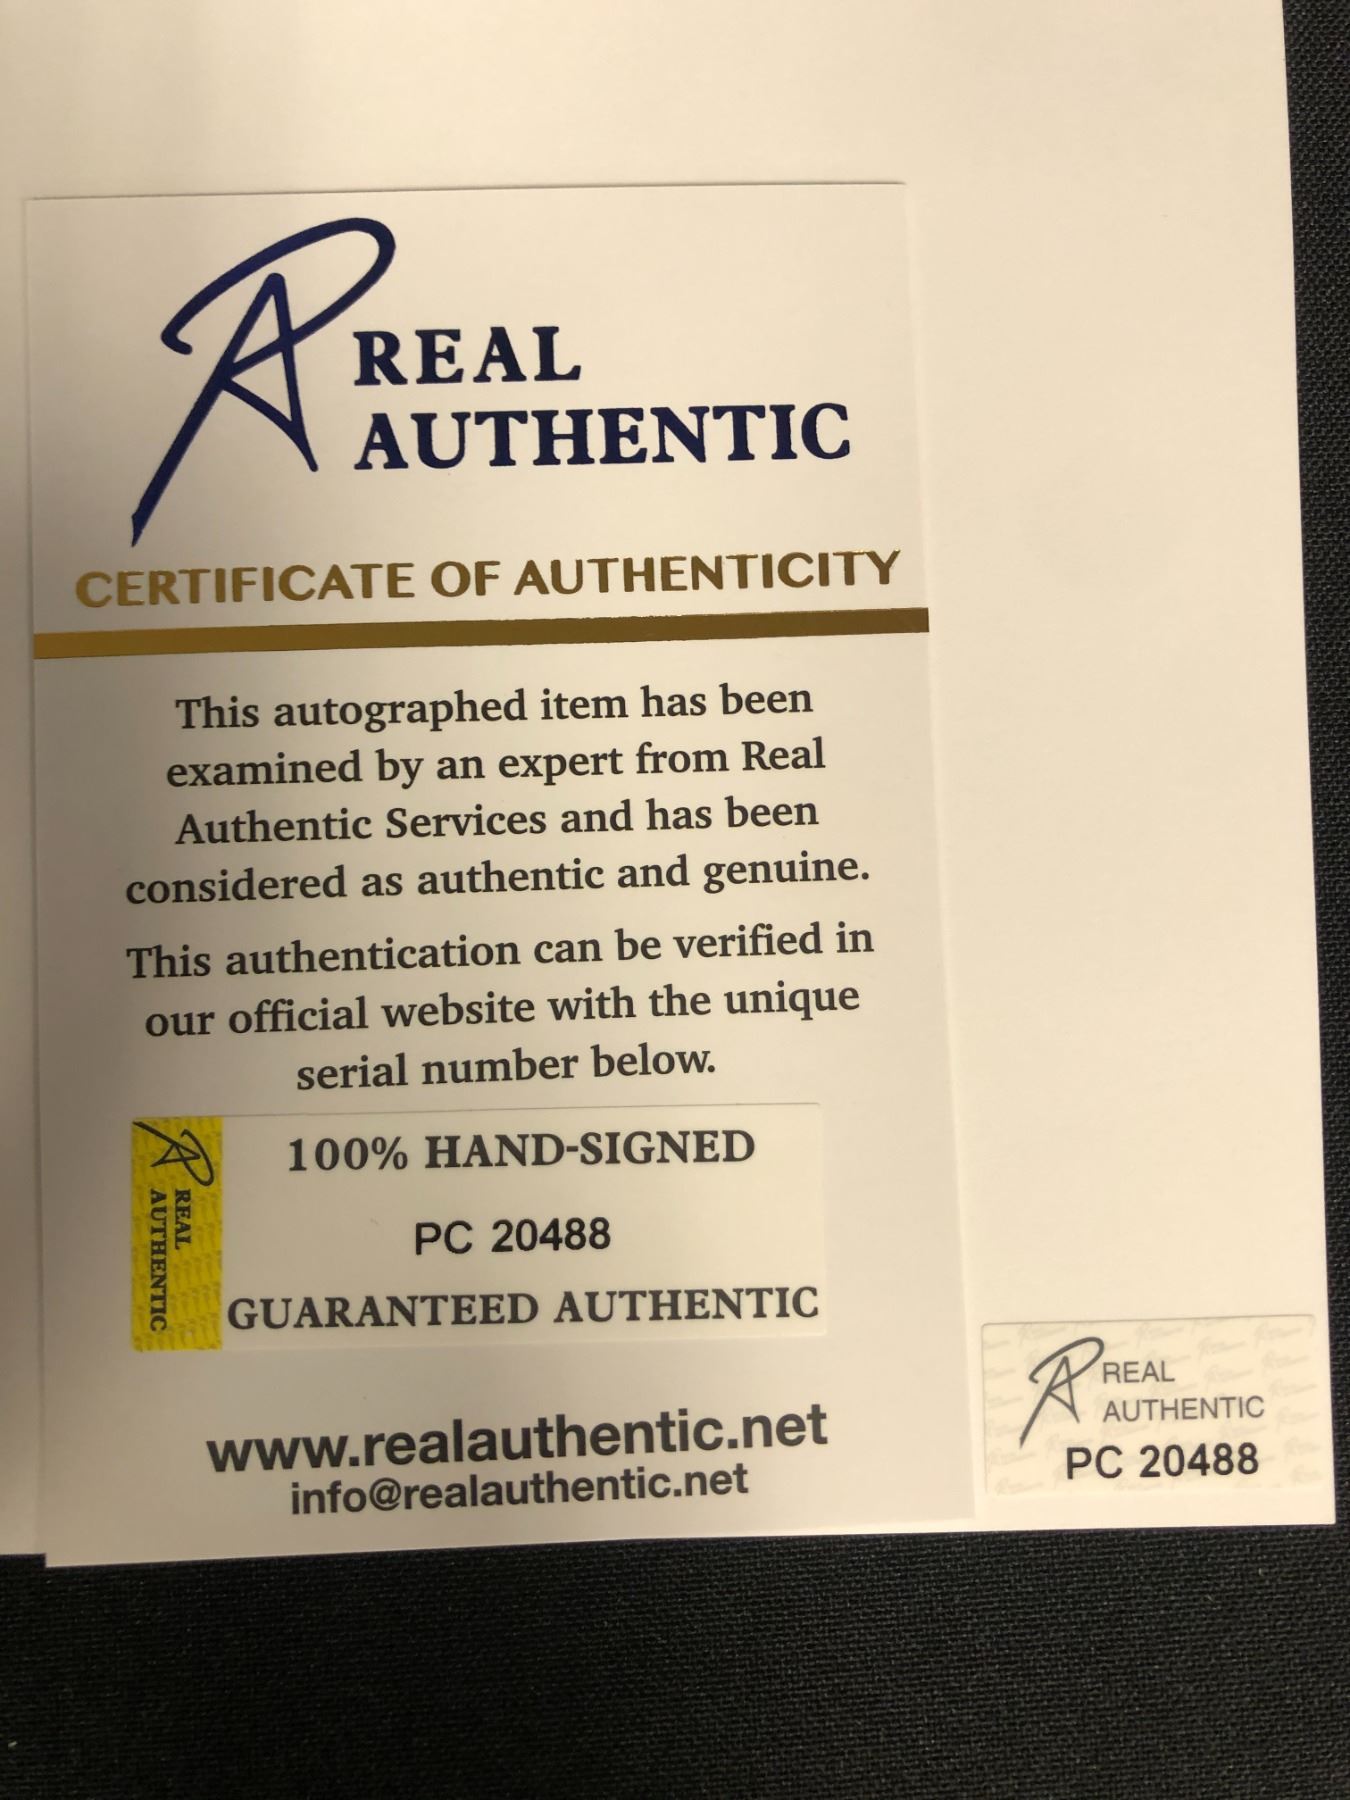 REAL
AUTHENTIC
CERTIFICATE OF AUTHENTICITY
This autographed item has been
examined by an expert from Real
Authentic Services and has been
considered as authentic and genuine.
This authentication can be verified in
our official website with the unique
serial number below.
REAL
AUTHENTIC
100% HAND-SIGNED
PC 20488
GUARANTEED AUTHENTIC
www.realauthentic.net
info@realauthentic.net
REAL
AUTHENTIC
PC 20488